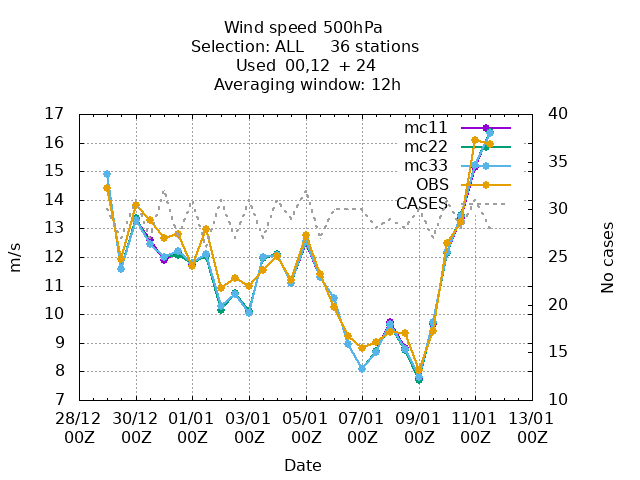 Wind speed 500hPa
Selection: ALL 36 stations
Used 00,12 + 24
Averaging window: 12h
17 40
16 mc11
mc22 35
15 mc33
14 OBS 30
CASES
13
12 25
11
10 20
9 15
8
7 10
m/s
No cases
28/12 30/12 01/01 03/01 05/01 07/01 09/01 11/01 13/01
00Z 00Z 00Z 00Z 00Z 00Z 00Z 00Z 00Z
Date